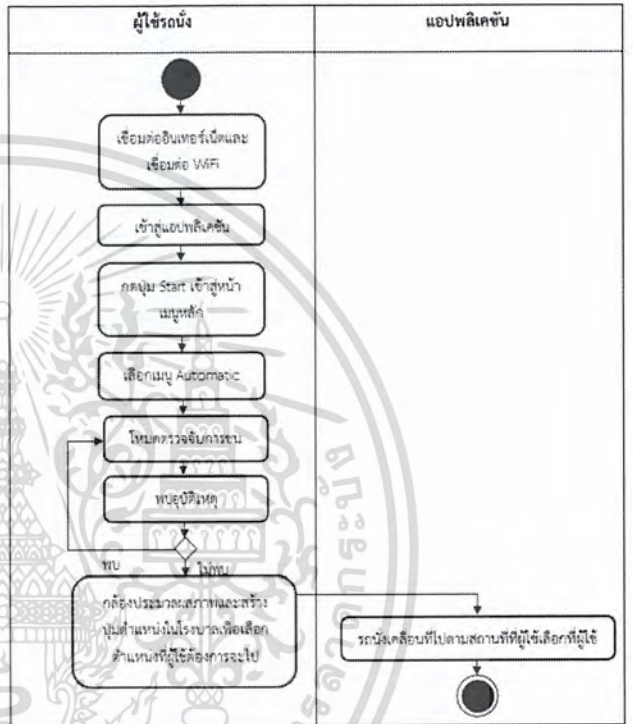 ผู้ใช้รถนั่ง
แอปพลิเคชัน
เชื่อมต่ออินเทอร์เน็ตและ
เชื่อมต่อ WiFi
เข้าสู่แอปพลิเคชัน
กดปุ่ม Start เข้าสู่หน้า
เมนูหลัก
เลือกเมนู Automatic
โหมดตรวจจับการชน
พบอุบัติเหตุ
พบ
ไม่พบ
กล้องประมวลผลภาพและสร้าง
ปุ่มตำแหน่งในโรงบาลเพื่อเลือก
ตำแหน่งที่ผู้ใช้ต้องการจะไป
รถนั่งเคลื่อนที่ไปตามสถานที่ที่ผู้ใช้เลือกที่ผู้ใช้